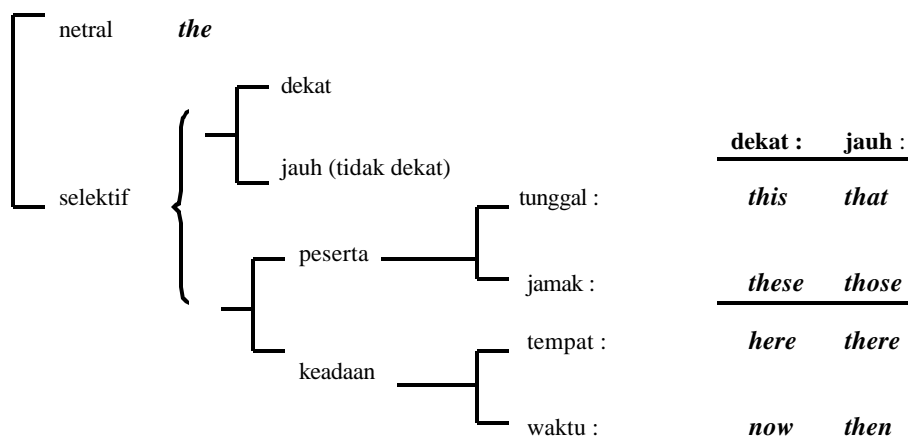 netral the
dekat
dekat : jauh :
jauh (tidak dekat)
selektif tunggal : this that
peserta
jamak : these those
tempat : here there
keadaan
waktu : now then